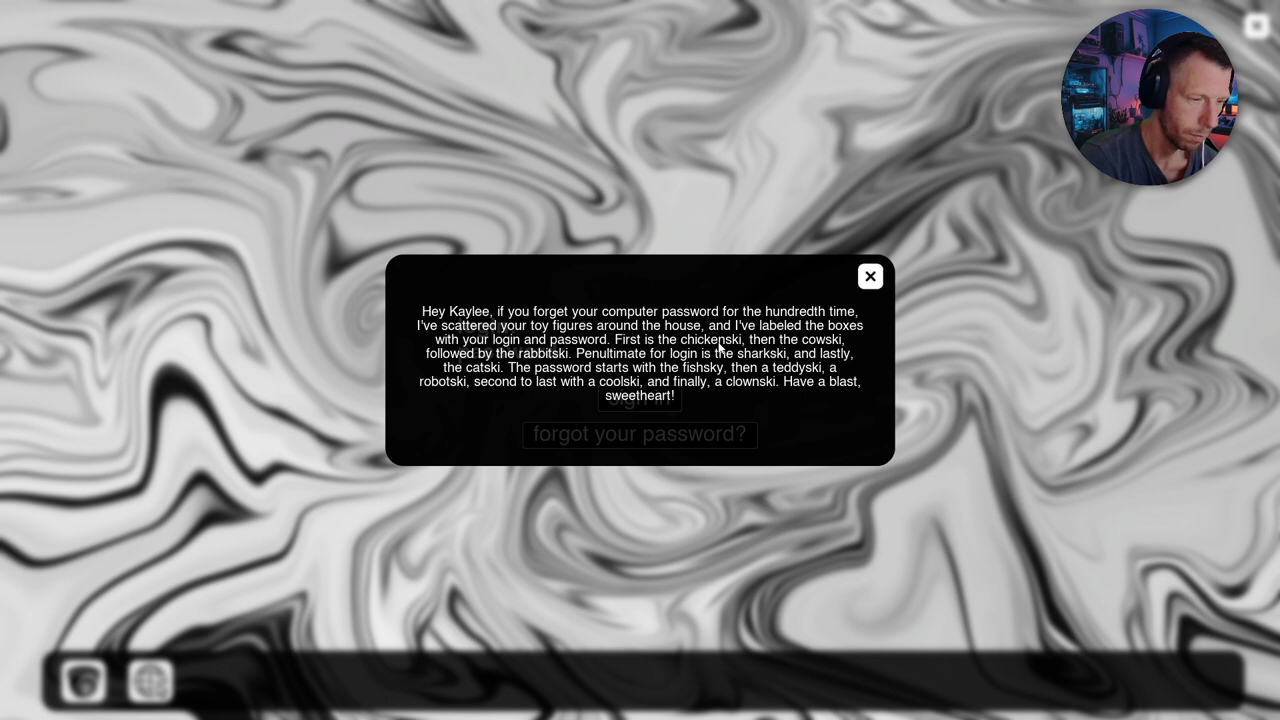 Hey Kaylee, if you forget your computer password for the hundredth time,
I've scattered your toy figures around the house, and I've labeled the boxes
with your login and password. First is the chickenski, then the cowski,
followed by the rabbitski. Penultimate for login is the sharkski, and lastly,
the catski. The password starts with the fishsky, then a teddyski, a
robotski, second to last with a coolski, and finally, a clownski. Have a blast,
sweetheart!
sign in
forgot your password?